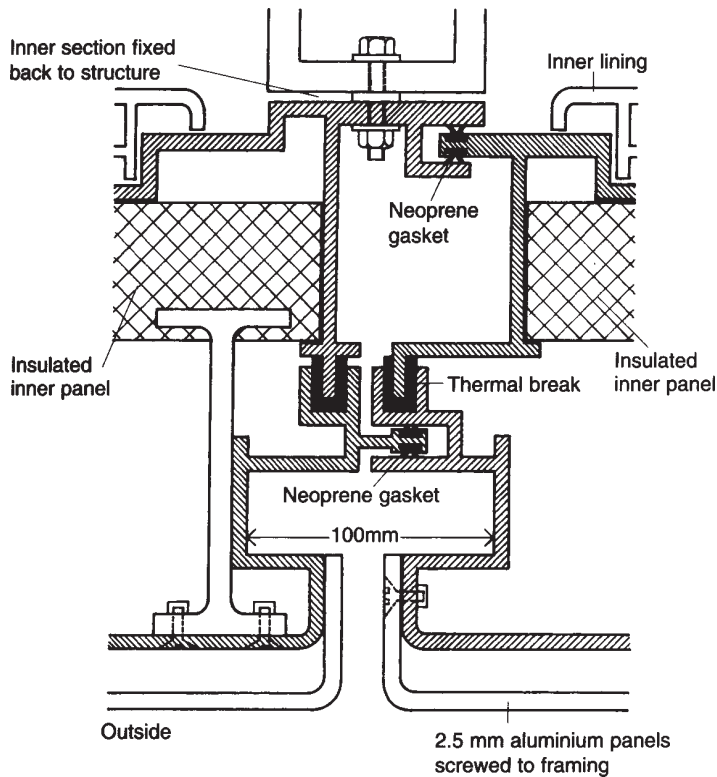 Inner section fixed
back to structure
Inner lining
Neoprene
gasket
Insulated
inner panel
Insulated
inner panel
Thermal break
Neoprene gasket
100mm
Outside
2.5 mm aluminium panels
screwed to framing